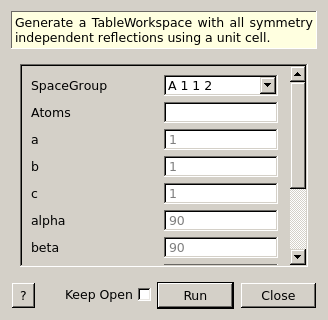 Generate a TableWorkspace with all symmetry
independent reflections using a unit cell.
SpaceGroup A 1 1 2
Atoms
a 1
b 1
c 1
alpha 90
beta 90
? Keep Open Run Close